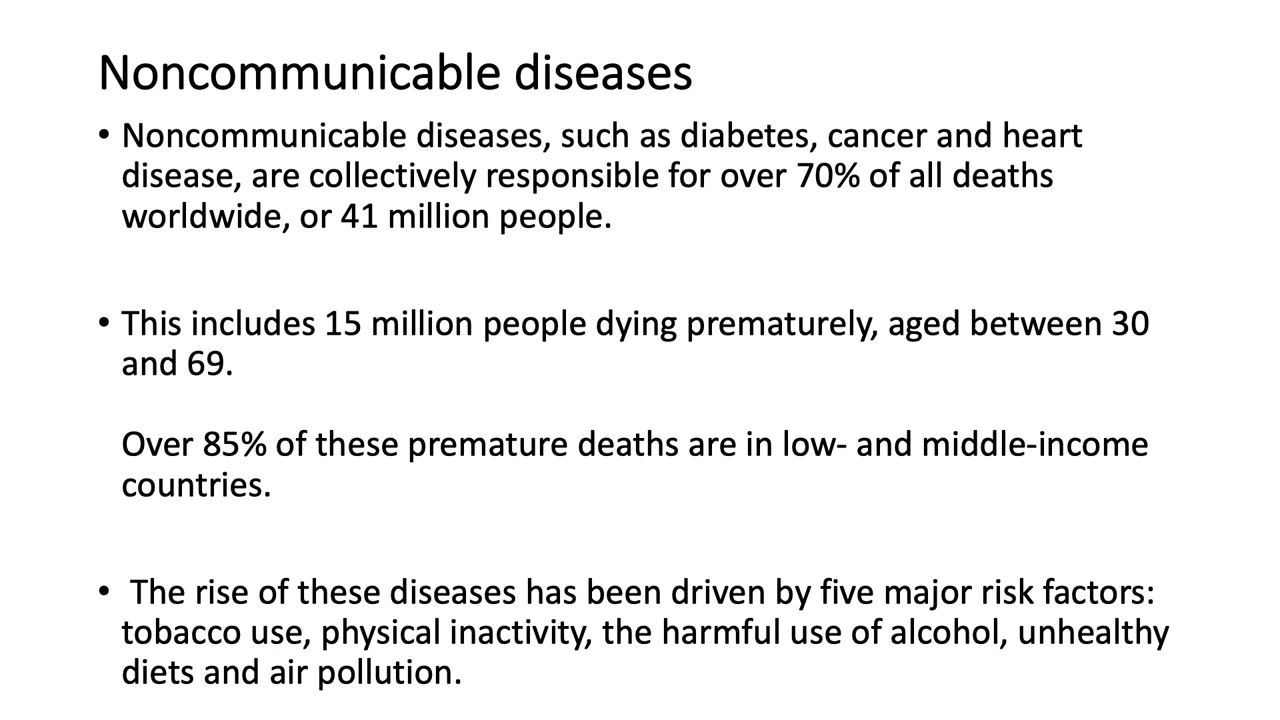 Noncommunicable diseases
• Noncommunicable diseases, such as diabetes, cancer and heart
disease, are collectively responsible for over 70% of all deaths
worldwide, or 41 million people.
• This includes 15 million people dying prematurely, aged between 30
and 69.
Over 85% of these premature deaths are in low- and middle-income
countries.
• The rise of these diseases has been driven by five major risk factors:
tobacco use, physical inactivity, the harmful use of alcohol, unhealthy
diets and air pollution.